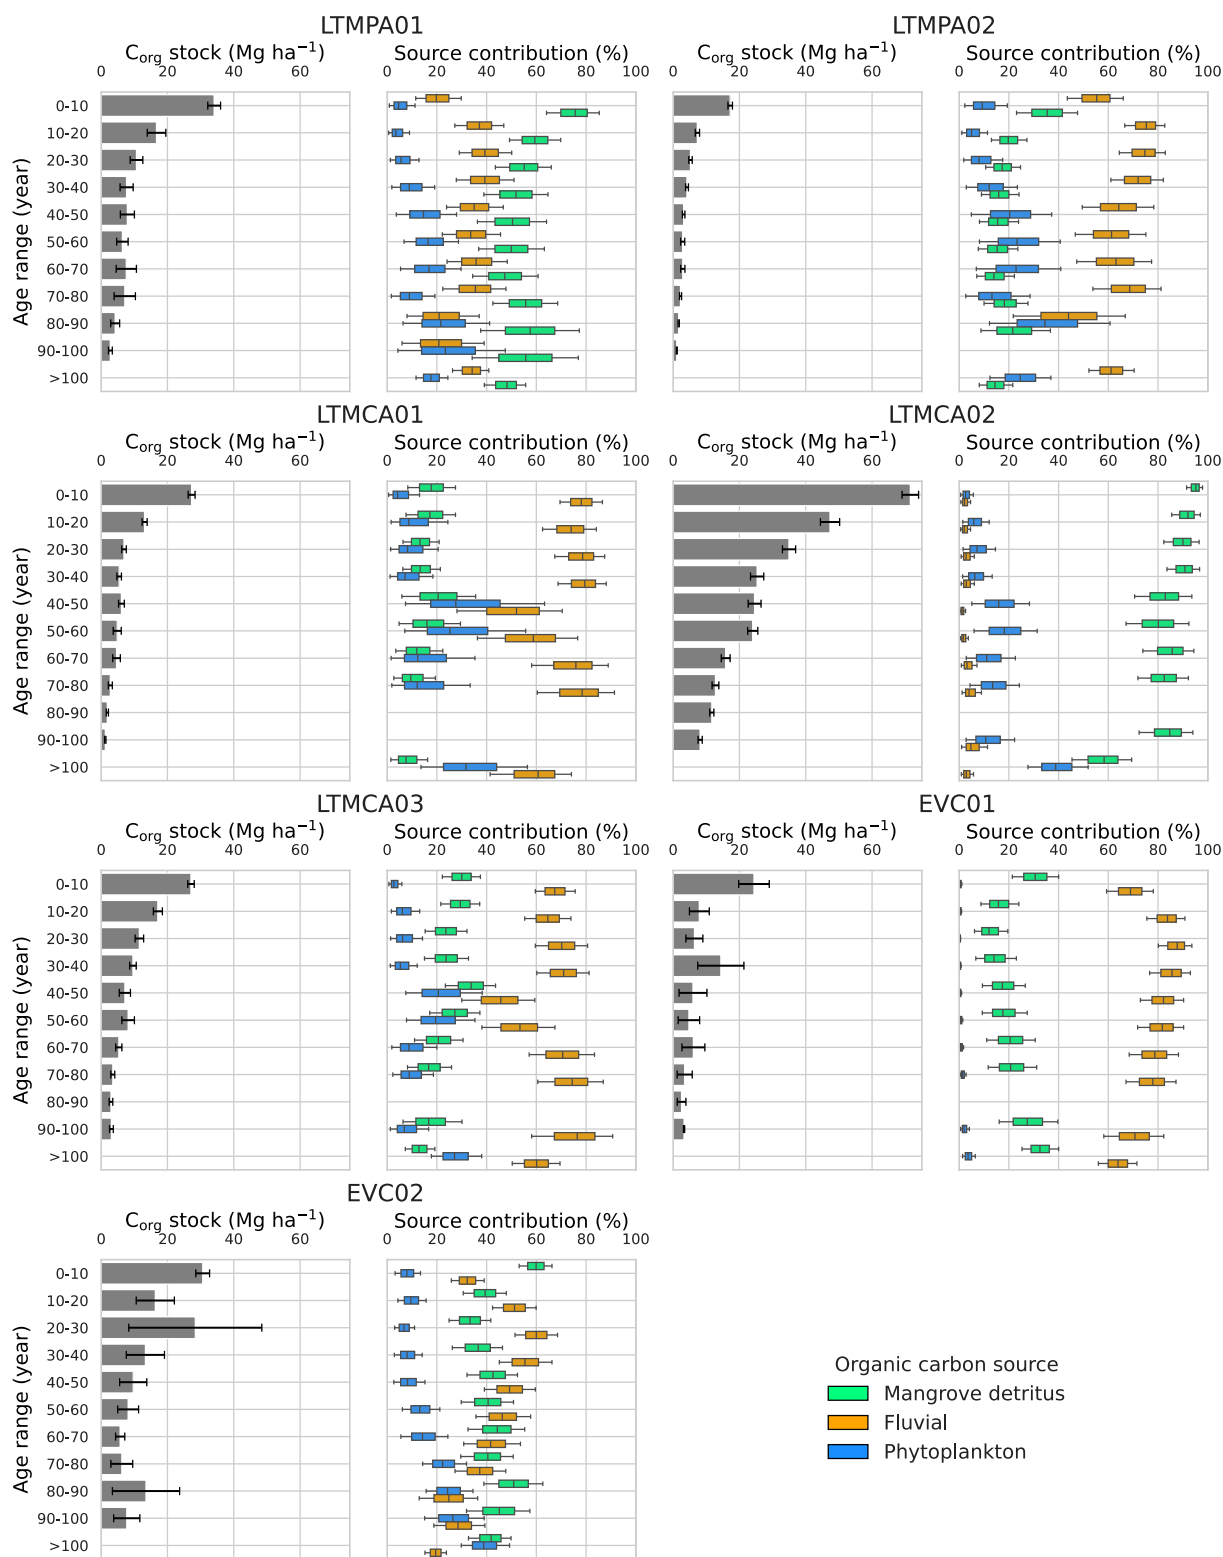 LTMPA01
LTMPA02
C_org stock (Mg ha⁻¹)
Source contribution (%)
C_org stock (Mg ha⁻¹)
Source contribution (%)
0 20 40 60
0 20 40 60 80 100
0 20 40 60
0 20 40 60 80 100
Age range (year)
0-10
10-20
20-30
30-40
40-50
50-60
60-70
70-80
80-90
90-100
>100
LTMCA01
LTMCA02
C_org stock (Mg ha⁻¹)
Source contribution (%)
C_org stock (Mg ha⁻¹)
Source contribution (%)
0 20 40 60
0 20 40 60 80 100
0 20 40 60
0 20 40 60 80 100
Age range (year)
0-10
10-20
20-30
30-40
40-50
50-60
60-70
70-80
80-90
90-100
>100
LTMCA03
EVC01
C_org stock (Mg ha⁻¹)
Source contribution (%)
C_org stock (Mg ha⁻¹)
Source contribution (%)
0 20 40 60
0 20 40 60 80 100
0 20 40 60
0 20 40 60 80 100
Age range (year)
0-10
10-20
20-30
30-40
40-50
50-60
60-70
70-80
80-90
90-100
>100
EVC02
C_org stock (Mg ha⁻¹)
Source contribution (%)
0 20 40 60
0 20 40 60 80 100
Age range (year)
0-10
10-20
20-30
30-40
40-50
50-60
60-70
70-80
80-90
90-100
>100
Organic carbon source
Mangrove detritus
Fluvial
Phytoplankton